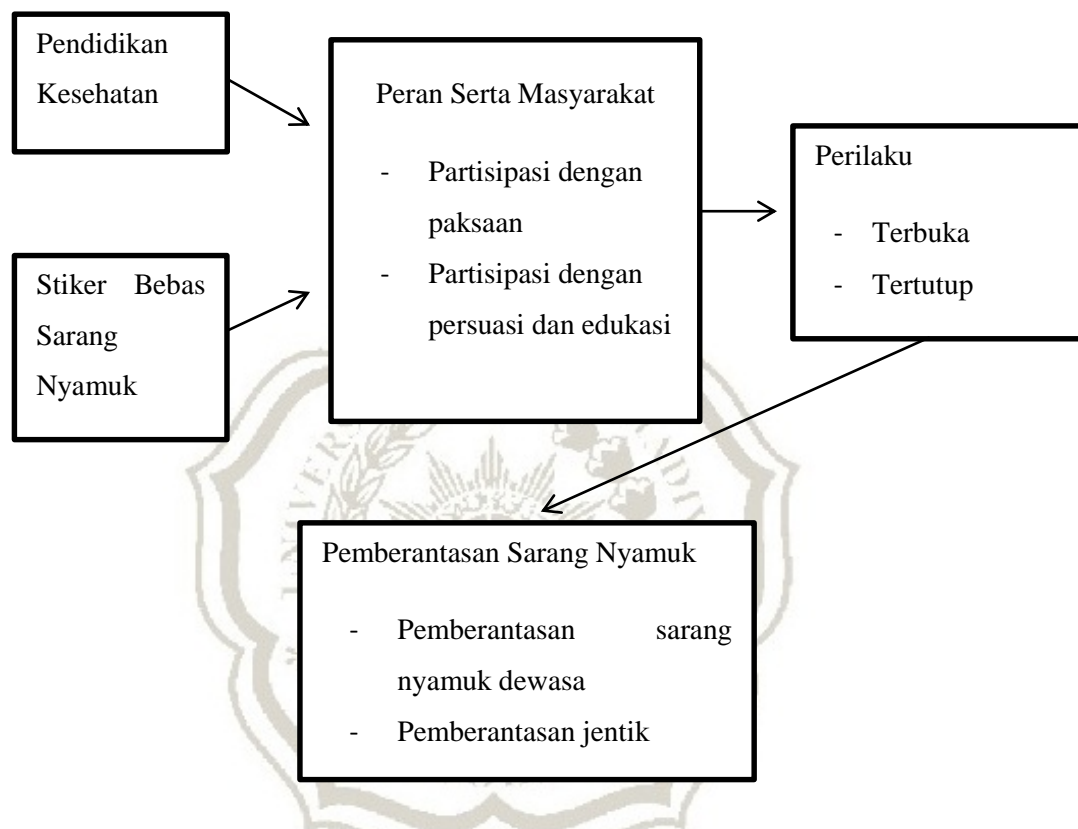 Pendidikan
Kesehatan
Stiker Bebas
Sarang
Nyamuk
Peran Serta Masyarakat
- Partisipasi dengan
paksaan
- Partisipasi dengan
persuasi dan edukasi
Perilaku
- Terbuka
- Tertutup
Pemberantasan Sarang Nyamuk
- Pemberantasan sarang
nyamuk dewasa
- Pemberantasan jentik